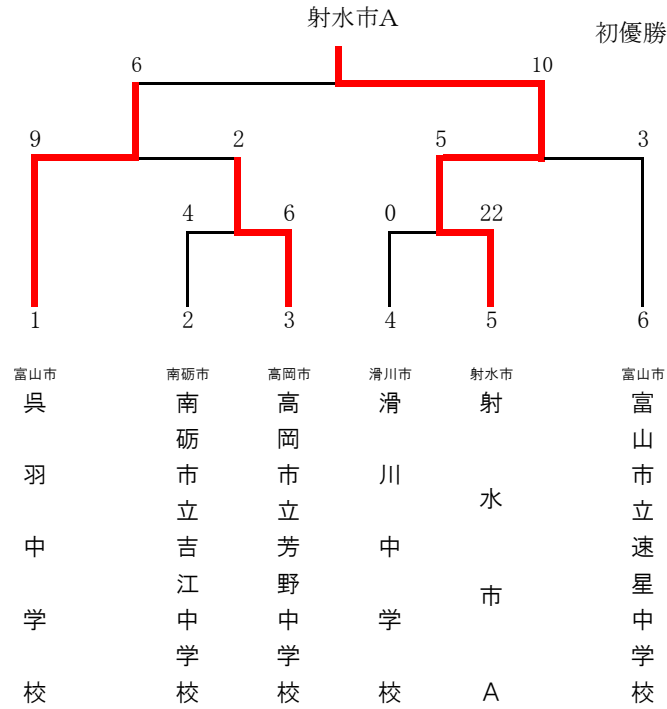 射水市A
初優勝
6
10
9
2
5
3
4
6
0
22
1
2
3
4
5
6
富山市
南砺市
高岡市
滑川市
射水市
富山市
呉羽中学校
南砺市立吉江中学校
高岡市立芳野中学校
滑川中学校
射水市A
富山市立速星中学校